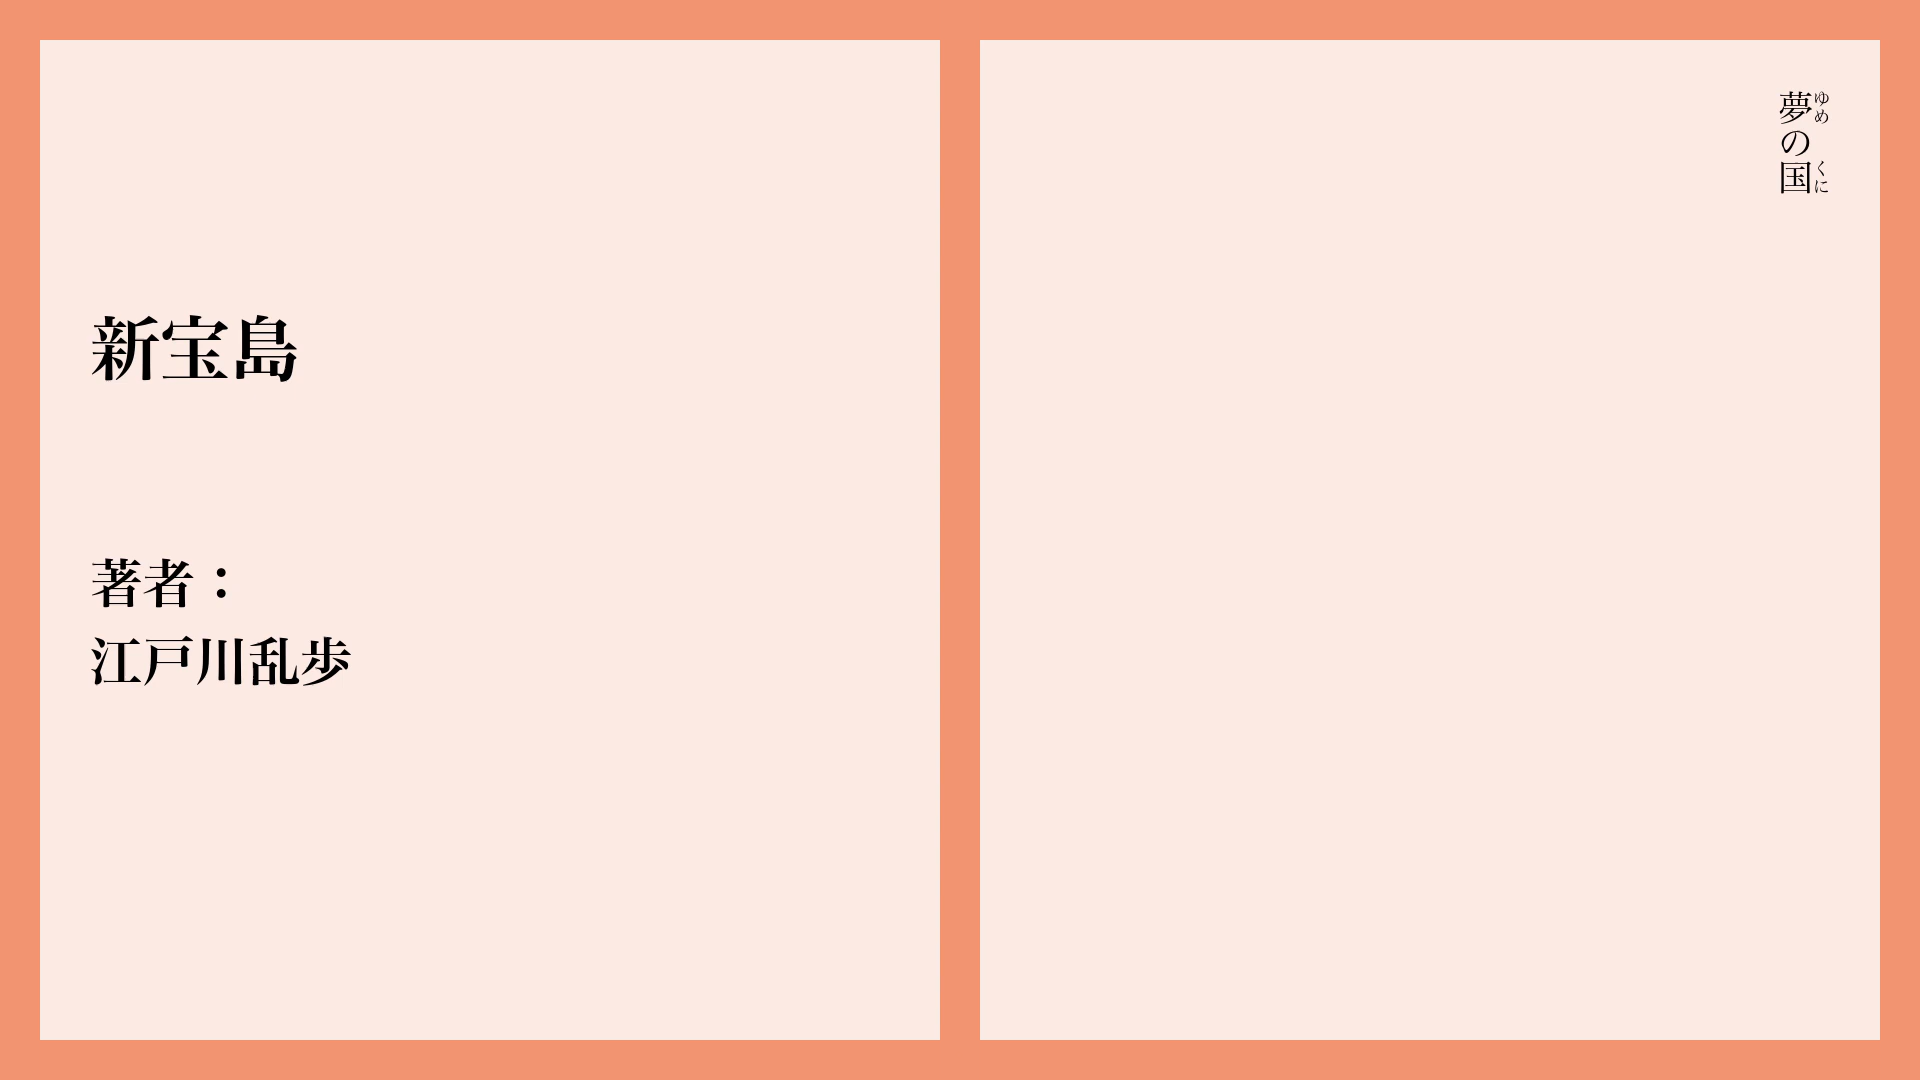 新宝島
著者：
江戸川乱歩
夢の国
ゆめ くに